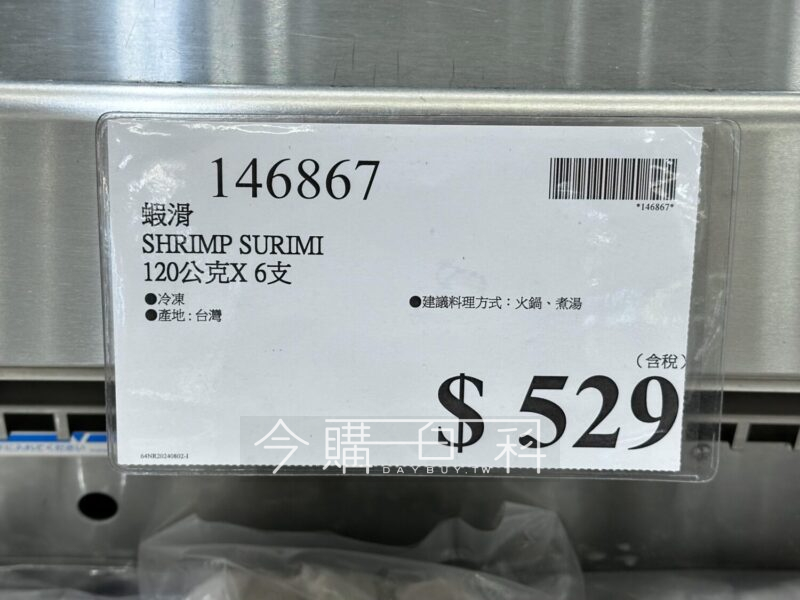 146867
*146867*
蝦滑
SHRIMP SURIMI
120公克X 6支
●冷凍
●產地 : 台灣
●建議料理方式：火鍋、煮湯
（含稅）
$ 529
64NR20240802-I
今購百科
DAYBUY.TW